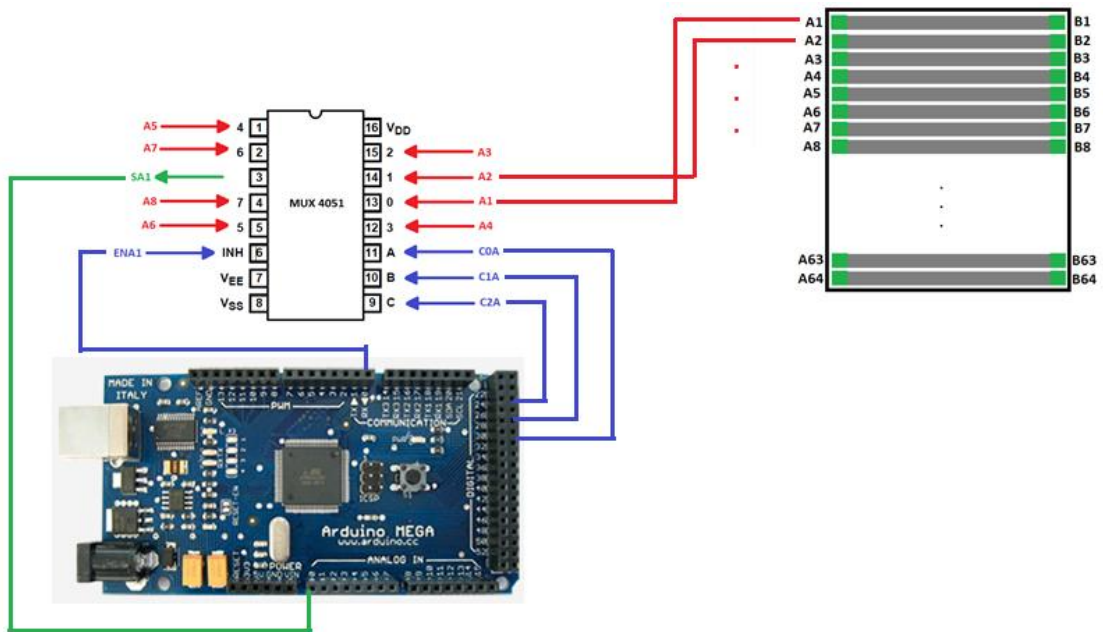 A1 B1
A2 B2
A3 B3
A4 B4
A5 B5
A6 B6
A7 B7
A8 B8
A63 B63
A64 B64
A5 4 1 16 VDD
A7 6 2 15 2 A3
SA1 3 14 1 A2
A8 7 4 MUX 4051 13 0 A1
A6 5 5 12 3 A4
ENA1 INH 6 11 A C0A
VEE 7 10 B C1A
VSS 8 9 C C2A
MADE IN
ITALY
PWM
COMMUNICATION
DIGITAL
ICSP
RESET-EN
Arduino MEGA
www.arduino.cc
POWER
ANALOG IN
RESET
3V3